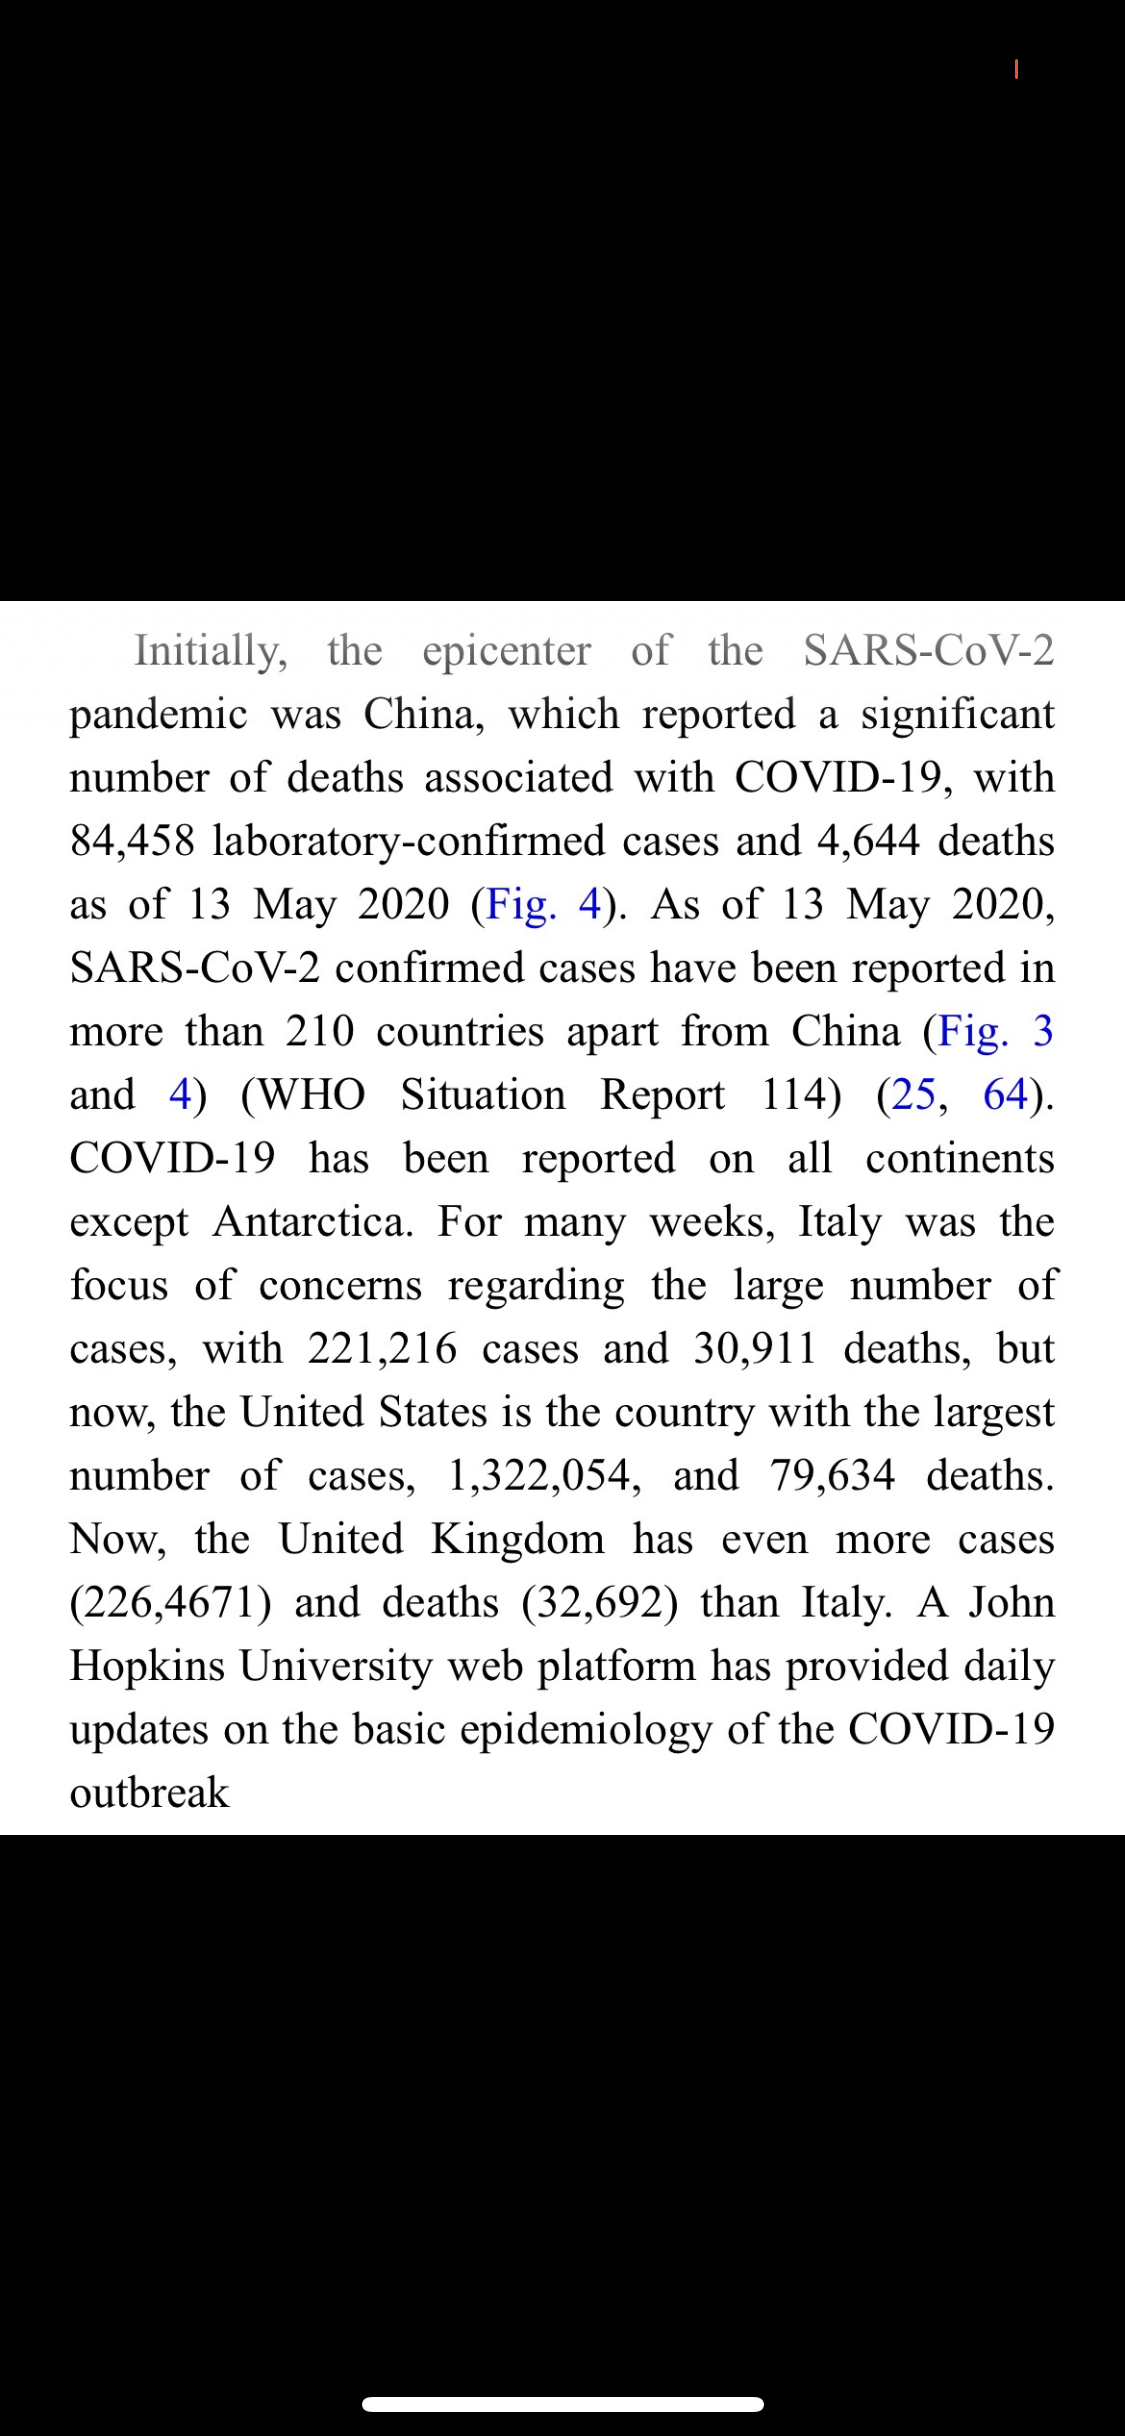 Initially, the epicenter of the SARS-CoV-2
pandemic was China, which reported a significant
number of deaths associated with COVID-19, with
84,458 laboratory-confirmed cases and 4,644 deaths
as of 13 May 2020 (Fig. 4). As of 13 May 2020,
SARS-CoV-2 confirmed cases have been reported in
more than 210 countries apart from China (Fig. 3
and 4) (WHO Situation Report 114) (25, 64).
COVID-19 has been reported on all continents
except Antarctica. For many weeks, Italy was the
focus of concerns regarding the large number of
cases, with 221,216 cases and 30,911 deaths, but
now, the United States is the country with the largest
number of cases, 1,322,054, and 79,634 deaths.
Now, the United Kingdom has even more cases
(226,4671) and deaths (32,692) than Italy. A John
Hopkins University web platform has provided daily
updates on the basic epidemiology of the COVID-19
outbreak